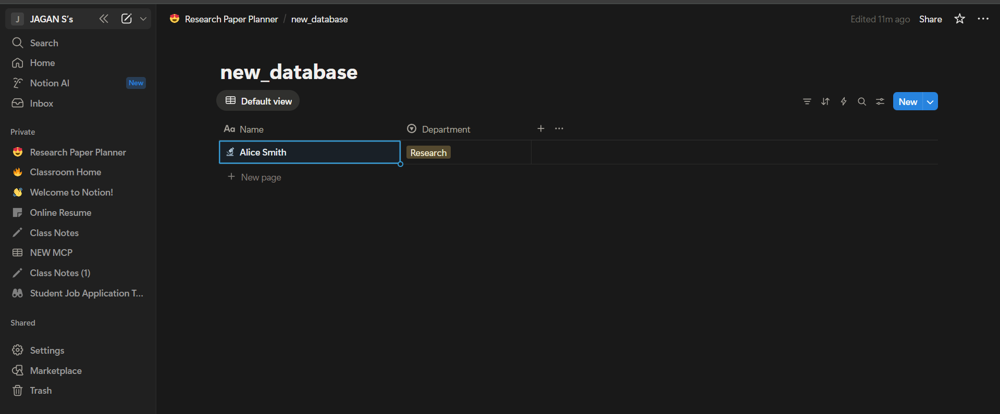 J JAGAN S's
Search
Home
Notion AI New
Inbox
Private
Research Paper Planner
Classroom Home
Welcome to Notion!
Online Resume
Class Notes
NEW MCP
Class Notes (1)
Student Job Application T...
Shared
Settings
Marketplace
Trash
Research Paper Planner / new_database
Edited 11m ago Share
new_database
Default view
New
Aa Name Department
Alice Smith Research
New page